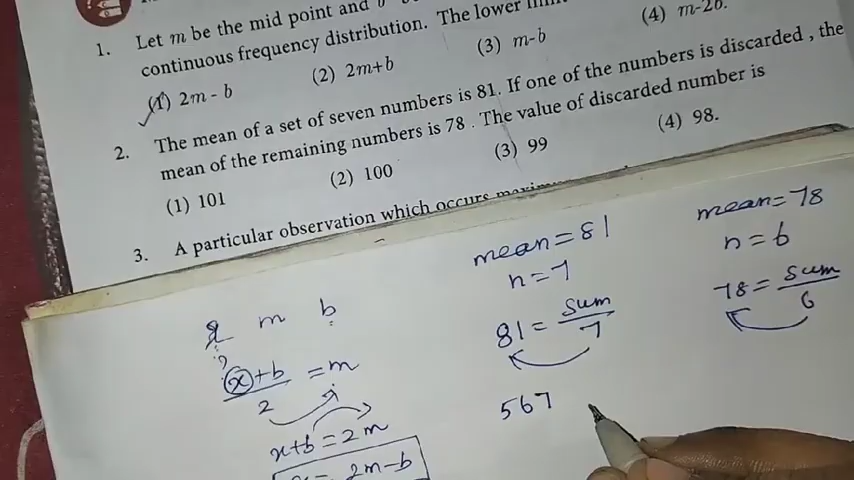 1. Let m be the mid point and
continuous frequency distribution. The lower
(1) 2m - b (2) 2m+b (3) m-b (4) m-2b.
2. The mean of a set of seven numbers is 81. If one of the numbers is discarded , the
mean of the remaining numbers is 78 . The value of discarded number is
(1) 101 (2) 100 (3) 99 (4) 98.
3. A particular observation which occurs
mean=81 mean=78
n=7 n=6
x m b
81=sum/7 78=sum/6
?
(x+b)/2 =m
567
x+b=2m
2m-b